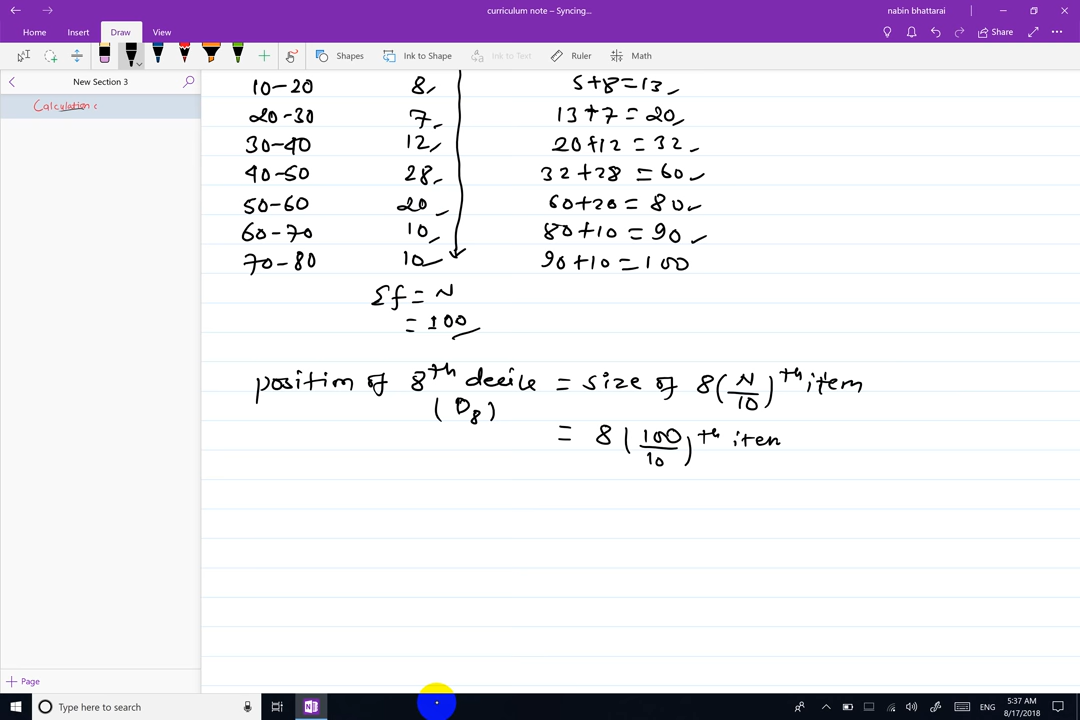 curriculum note – Syncing...
nabin bhattarai
Home Insert Draw View
Share
Shapes Ink to Shape Ink to Text Ruler Math
New Section 3
Calculation
10-20 8 5+8=13
20-30 7 13+7=20
30-40 12 20+12=32
40-50 28 32+28=60
50-60 20 60+20=80
60-70 10 80+10=90
70-80 10 90+10=100
Σf = N
= 100
position of 8th decile = size of 8(N/10)th item
(D8)
= 8(100/10)th item
+ Page
Type here to search
ENG
5:37 AM
8/17/2018